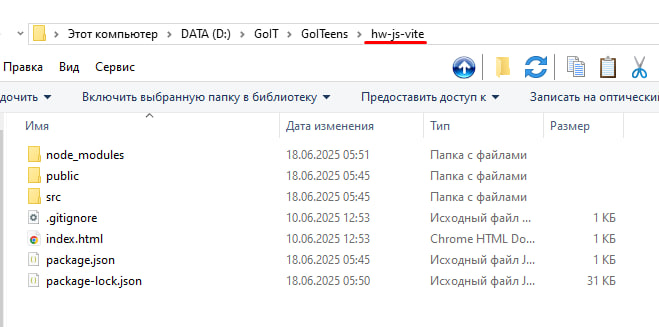 Этот компьютер > DATA (D:) > GoIT > GoITeens > hw-js-vite
Правка Вид Сервис
дочить Включить выбранную папку в библиотеку Предоставить доступ к Записать на оптический
Имя Дата изменения Тип Размер
node_modules 18.06.2025 05:51 Папка с файлами
public 18.06.2025 05:45 Папка с файлами
src 18.06.2025 05:45 Папка с файлами
.gitignore 10.06.2025 12:53 Исходный файл ... 1 КБ
index.html 10.06.2025 12:53 Chrome HTML Do... 1 КБ
package.json 18.06.2025 05:45 Исходный файл J... 1 КБ
package-lock.json 18.06.2025 05:50 Исходный файл J... 31 КБ